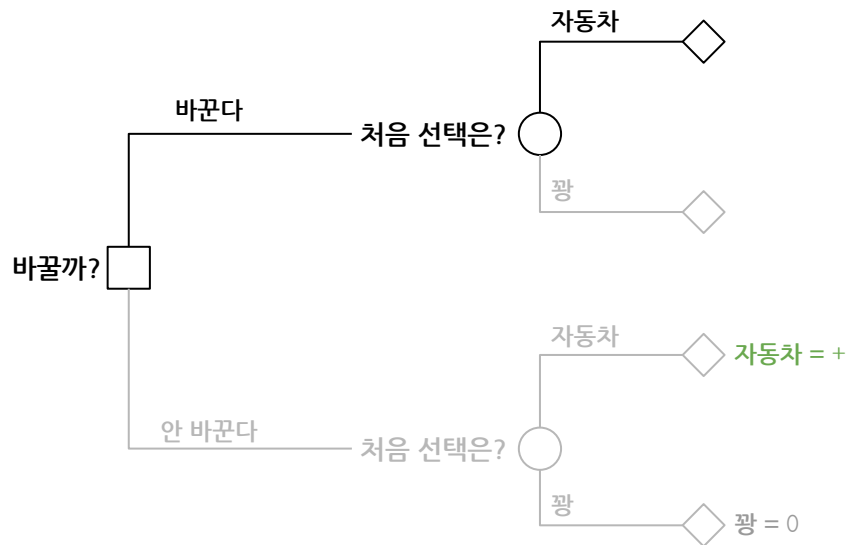 자동차
바꾼다
처음 선택은?
꽝
바꿀까?
자동차
자동차 = +
안 바꾼다
처음 선택은?
꽝
꽝 = 0